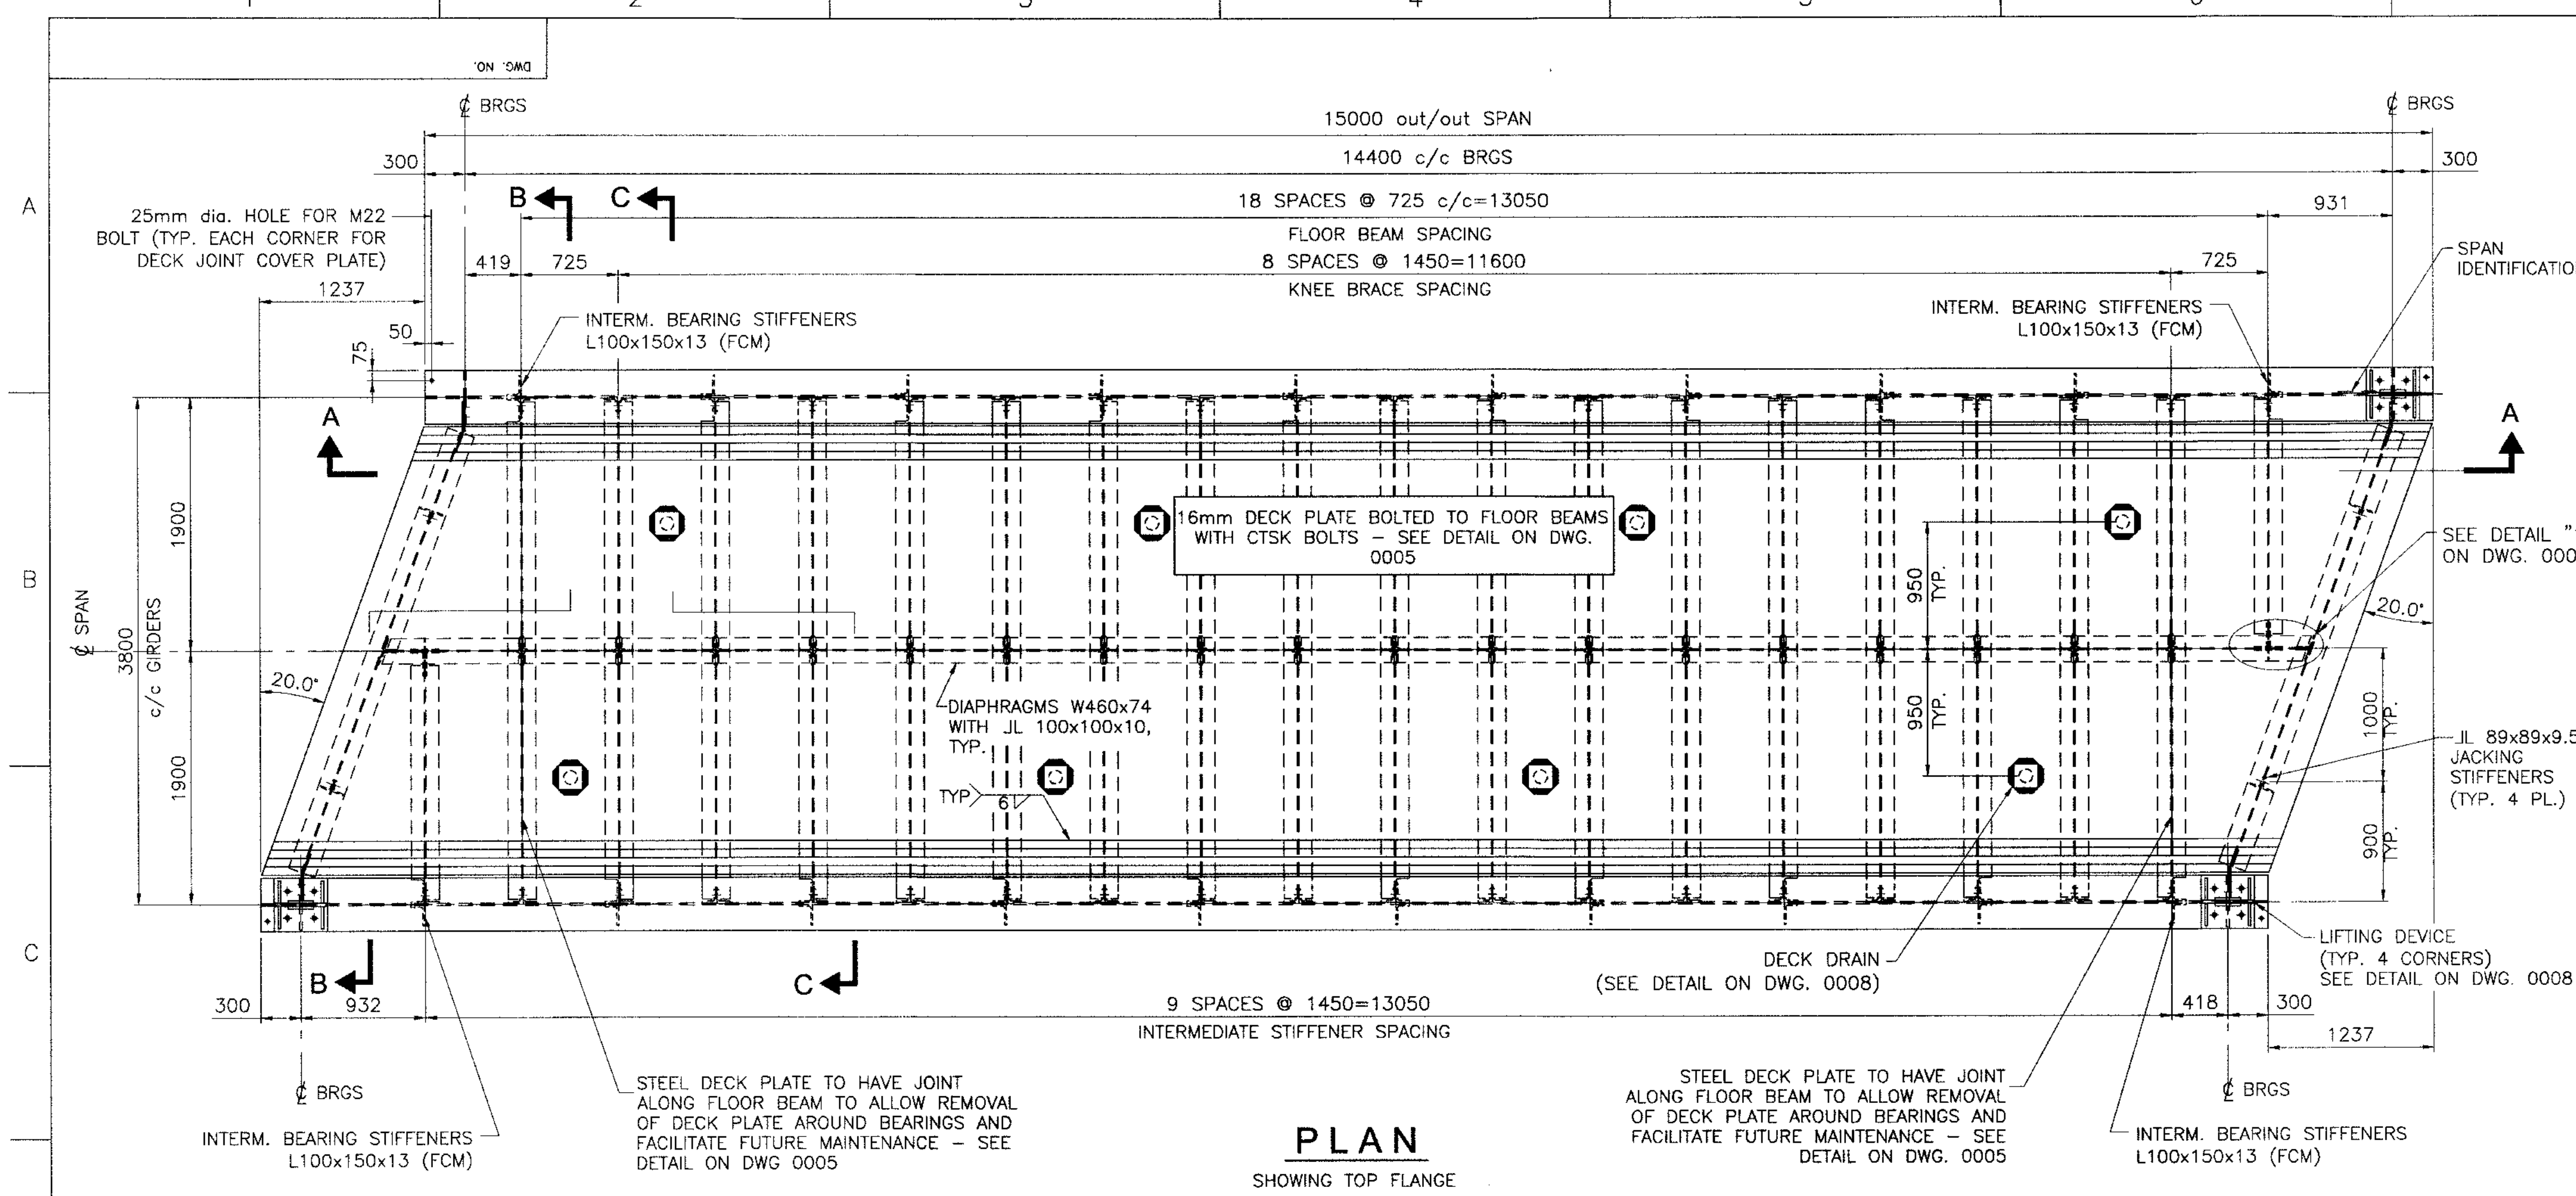 DWG. NO.
℄ BRGS
℄ BRGS
15000 out/out SPAN
14400 c/c BRGS
300
300
B
C
18 SPACES @ 725 c/c=13050
931
FLOOR BEAM SPACING
25mm dia. HOLE FOR M22
BOLT (TYP. EACH CORNER FOR
DECK JOINT COVER PLATE)
419
725
8 SPACES @ 1450=11600
725
KNEE BRACE SPACING
SPAN
1237
50
75
INTERM. BEARING STIFFENERS
L100x150x13 (FCM)
INTERM. BEARING STIFFENERS
L100x150x13 (FCM)
A
B
C
A
A
16mm DECK PLATE BOLTED TO FLOOR BEAMS
WITH CTSK BOLTS – SEE DETAIL ON DWG.
0005
SEE DETAIL "
ON DWG.
℄ SPAN
3800
c/c GIRDERS
1900
1900
20.0°
20.0°
950
TYP.
950
TYP.
1000
TYP.
900
TYP.
DIAPHRAGMS W460x74
WITH ⅃L 100x100x10,
TYP.
TYP
6
⅃L 89x89x9.5
JACKING
STIFFENERS
(TYP. 4 PL.)
LIFTING DEVICE
(TYP. 4 CORNERS)
SEE DETAIL ON DWG. 0008
DECK DRAIN
(SEE DETAIL ON DWG. 0008)
B
C
300
932
9 SPACES @ 1450=13050
418
300
INTERMEDIATE STIFFENER SPACING
1237
℄ BRGS
℄ BRGS
INTERM. BEARING STIFFENERS
L100x150x13 (FCM)
STEEL DECK PLATE TO HAVE JOINT
ALONG FLOOR BEAM TO ALLOW REMOVAL
OF DECK PLATE AROUND BEARINGS AND
FACILITATE FUTURE MAINTENANCE – SEE
DETAIL ON DWG 0005
STEEL DECK PLATE TO HAVE JOINT
ALONG FLOOR BEAM TO ALLOW REMOVAL
OF DECK PLATE AROUND BEARINGS AND
FACILITATE FUTURE MAINTENANCE – SEE
DETAIL ON DWG. 0005
INTERM. BEARING STIFFENERS
L100x150x13 (FCM)
PLAN
SHOWING TOP FLANGE